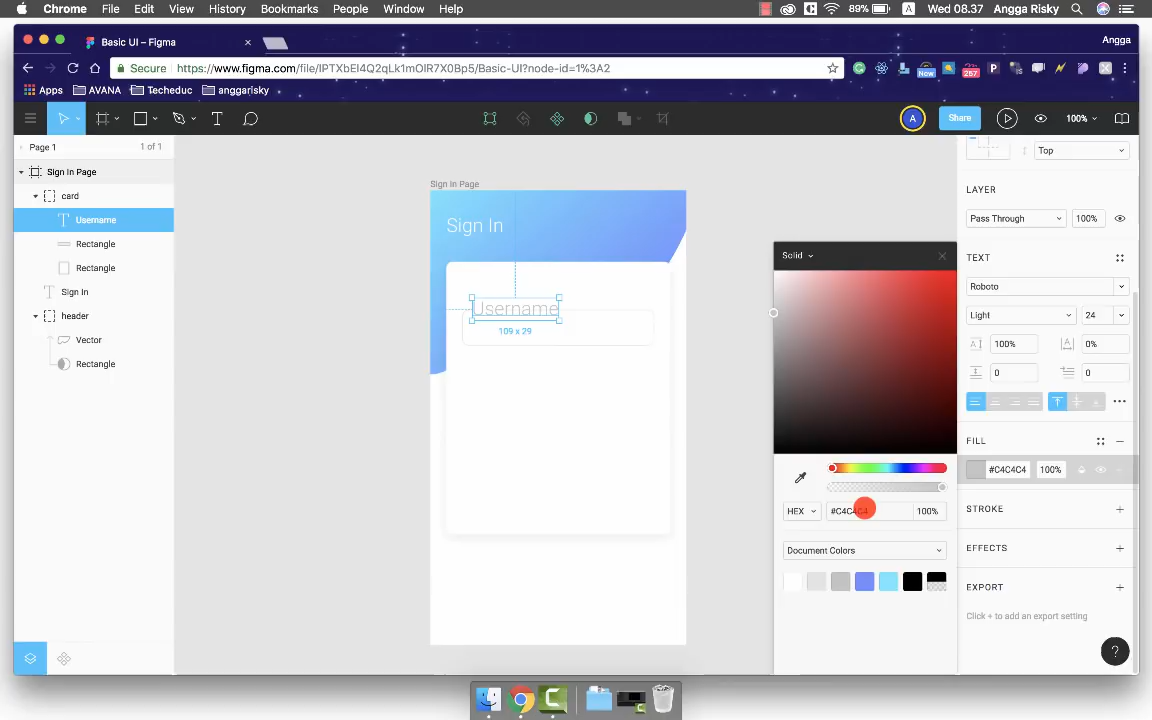 Chrome File Edit View History Bookmarks People Window Help 89% A Wed 08.37 Angga Risky
Basic UI – Figma Angga
Secure https://www.figma.com/file/IPTXbEI4Q2qLk1mOlR7X0Bp5/Basic-UI?node-id=1%3A2 Now 267 P
Apps AVANA Techeduc anggarisky
T A Share 100%
Page 1 1 of 1
Sign In Page
card
Username
Rectangle
Rectangle
Sign In
header
Vector
Rectangle
Sign in Page
Sign In
Username
109 x 29
Solid
HEX #C4C4C4 100%
Document Colors
Top
LAYER
Pass Through 100%
TEXT
Roboto
Light 24
100% 0%
0 0
FILL
#C4C4C4 100%
STROKE
EFFECTS
EXPORT
Click + to add an export setting
?